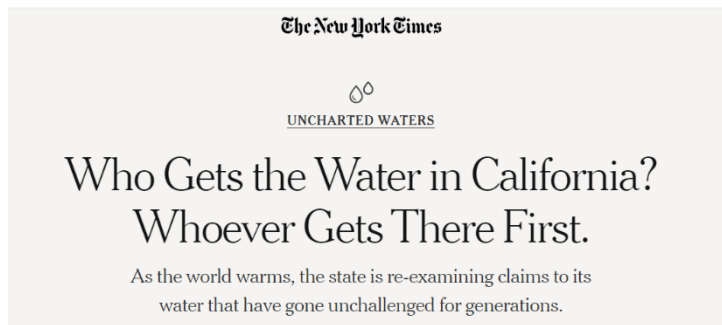 The New York Times
UNCHARTED WATERS
Who Gets the Water in California?
Whoever Gets There First.
As the world warms, the state is re-examining claims to its
water that have gone unchallenged for generations.